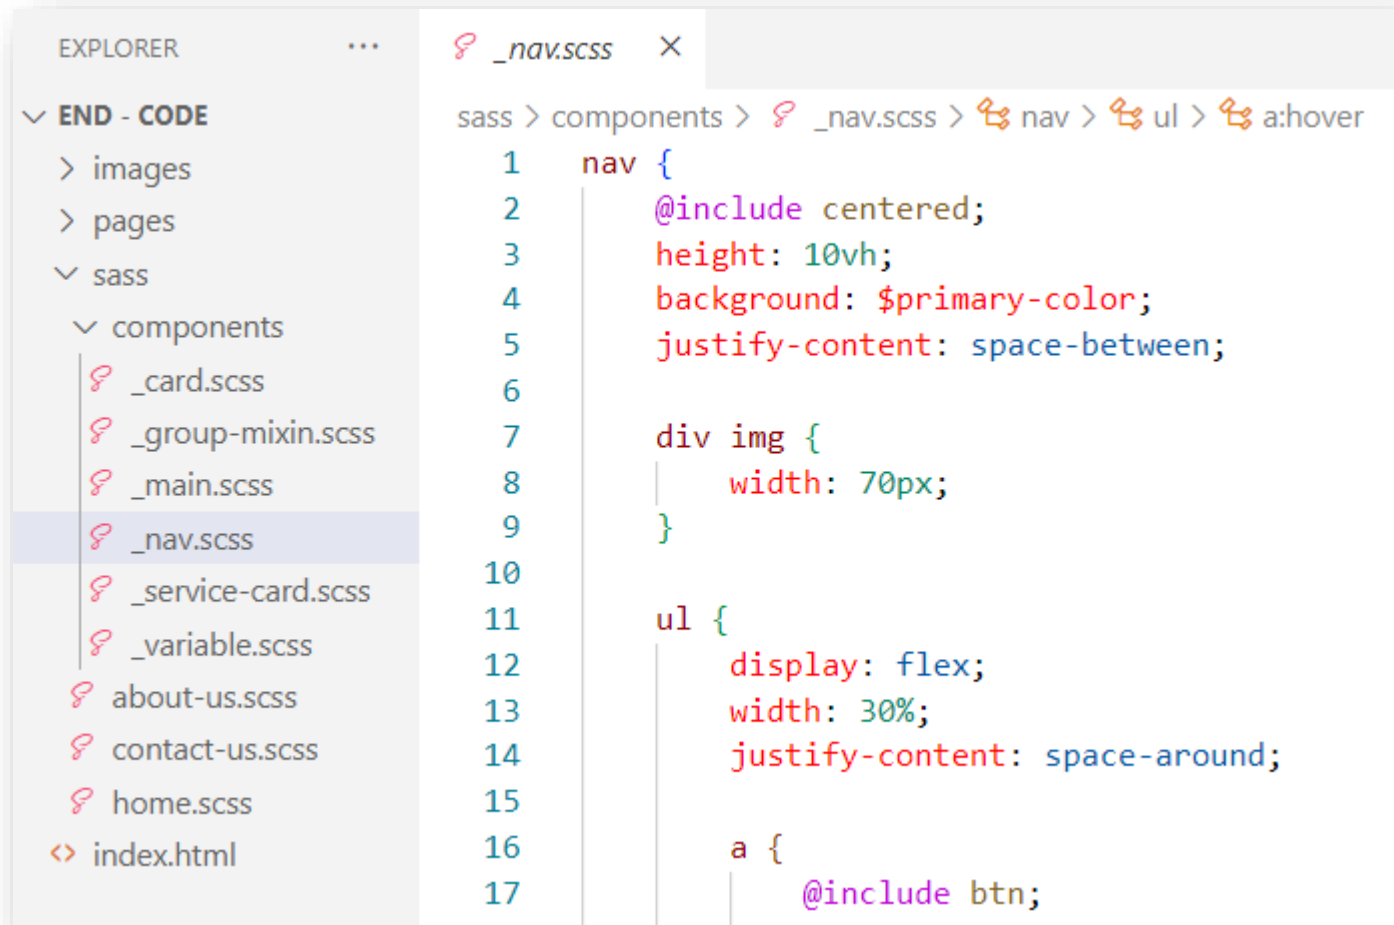 EXPLORER ...
END - CODE
images
pages
sass
components
_card.scss
_group-mixin.scss
_main.scss
_nav.scss
_service-card.scss
_variable.scss
about-us.scss
contact-us.scss
home.scss
<> index.html
_nav.scss ×
sass > components > _nav.scss > nav > ul > a:hover
1 nav {
2 @include centered;
3 height: 10vh;
4 background: $primary-color;
5 justify-content: space-between;
6
7 div img {
8 width: 70px;
9 }
10
11 ul {
12 display: flex;
13 width: 30%;
14 justify-content: space-around;
15
16 a {
17 @include btn;